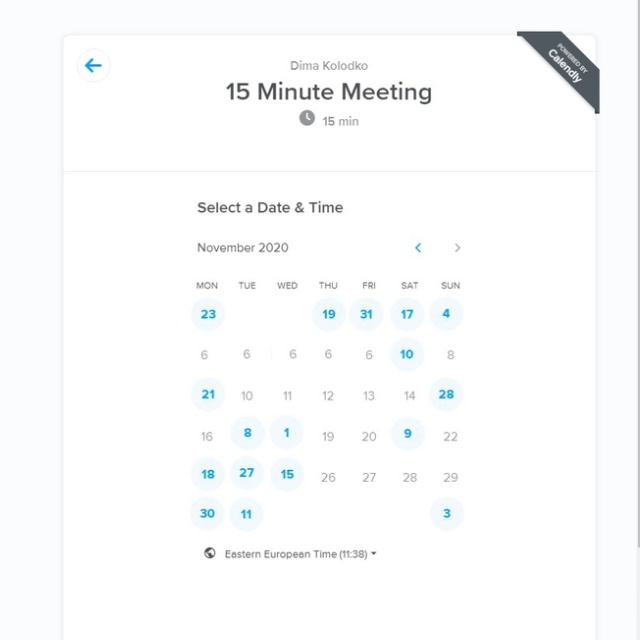 Dima Kolodko
15 Minute Meeting
15 min
POWERED BY
Calendly
Select a Date & Time
November 2020
MON TUE WED THU FRI SAT SUN
23 19 31 17 4
6 6 6 6 6 10 8
21 10 11 12 13 14 28
16 8 1 19 20 9 22
18 27 15 26 27 28 29
30 11 3
Eastern European Time (11:38)